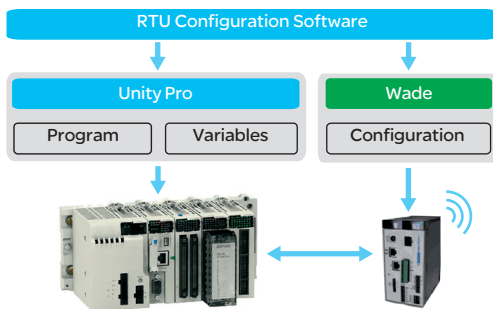 RTU Configuration Software
Unity Pro
Wade
Program
Variables
Configuration